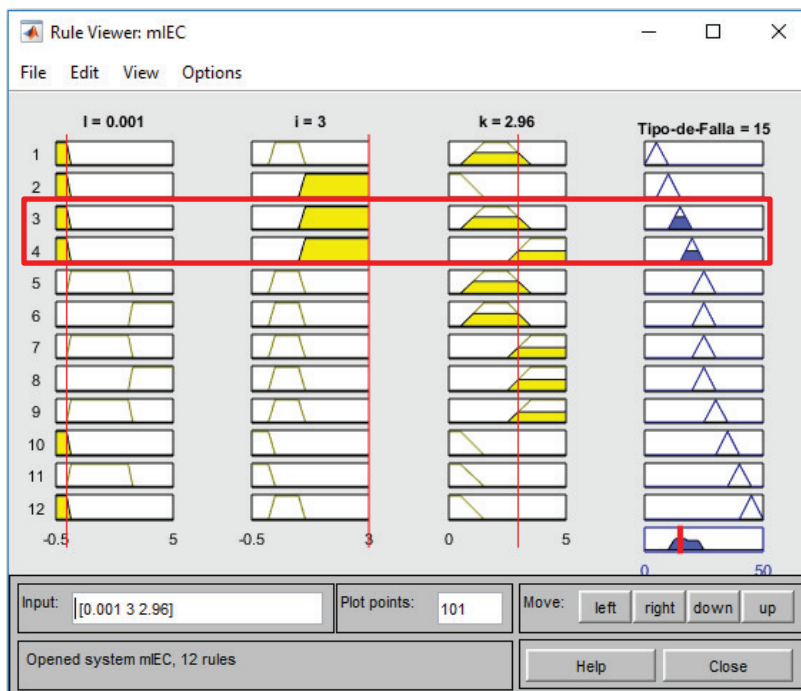 Rule Viewer: mIEC
File Edit View Options
I = 0.001 i = 3 k = 2.96 Tipo-de-Falla = 15
1
2
3
4
5
6
7
8
9
10
11
12
-0.5 5 -0.5 3 0 5
0 50
Input: [0.001 3 2.96] Plot points: 101 Move: left right down up
Opened system mIEC, 12 rules Help Close